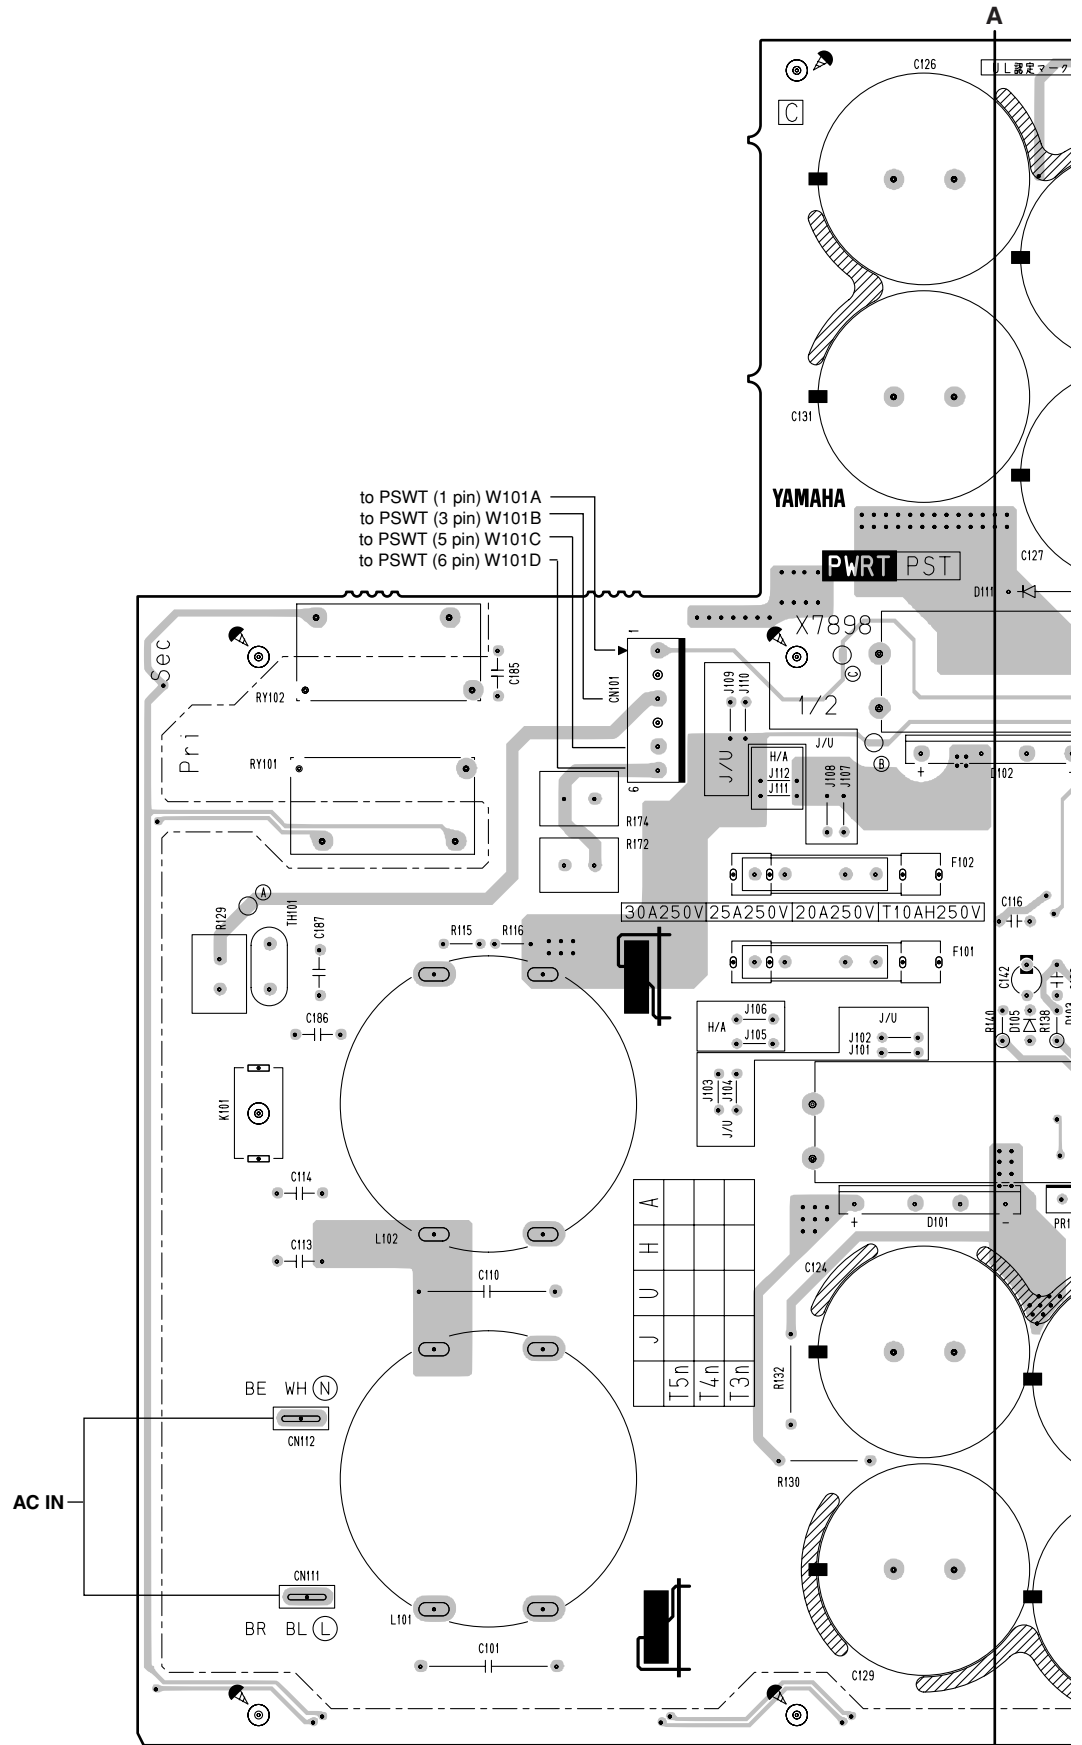 A
C126
UL認定マーク
C
C131
YAMAHA
to PSWT (1 pin) W101A
to PSWT (3 pin) W101B
to PSWT (5 pin) W101C
to PSWT (6 pin) W101D
C127
PWRT PST
D111
X7898
1/2
C
B
Sec
Pri
RY102
C185
CN101
1
6
J109
J110
J/U
J/U
H/A
J112
J111
J108
J107
+
D102
RY101
R174
R172
F102
30A250V 25A250V 20A250V T10AH250V
A
R129
TH101
C187
R115
R116
F101
C116
C142
R140
D105
R138
D103
C186
H/A
J106
J105
J/U
J102
J101
K101
J103
J104
J/U
C114
C113
L102
C110
A
H
U
J
T5n
T4n
T3n
+
D101
-
PR1
C124
R132
R130
BE WH N
CN112
AC IN
CN111
BR BL L
L101
C101
C129